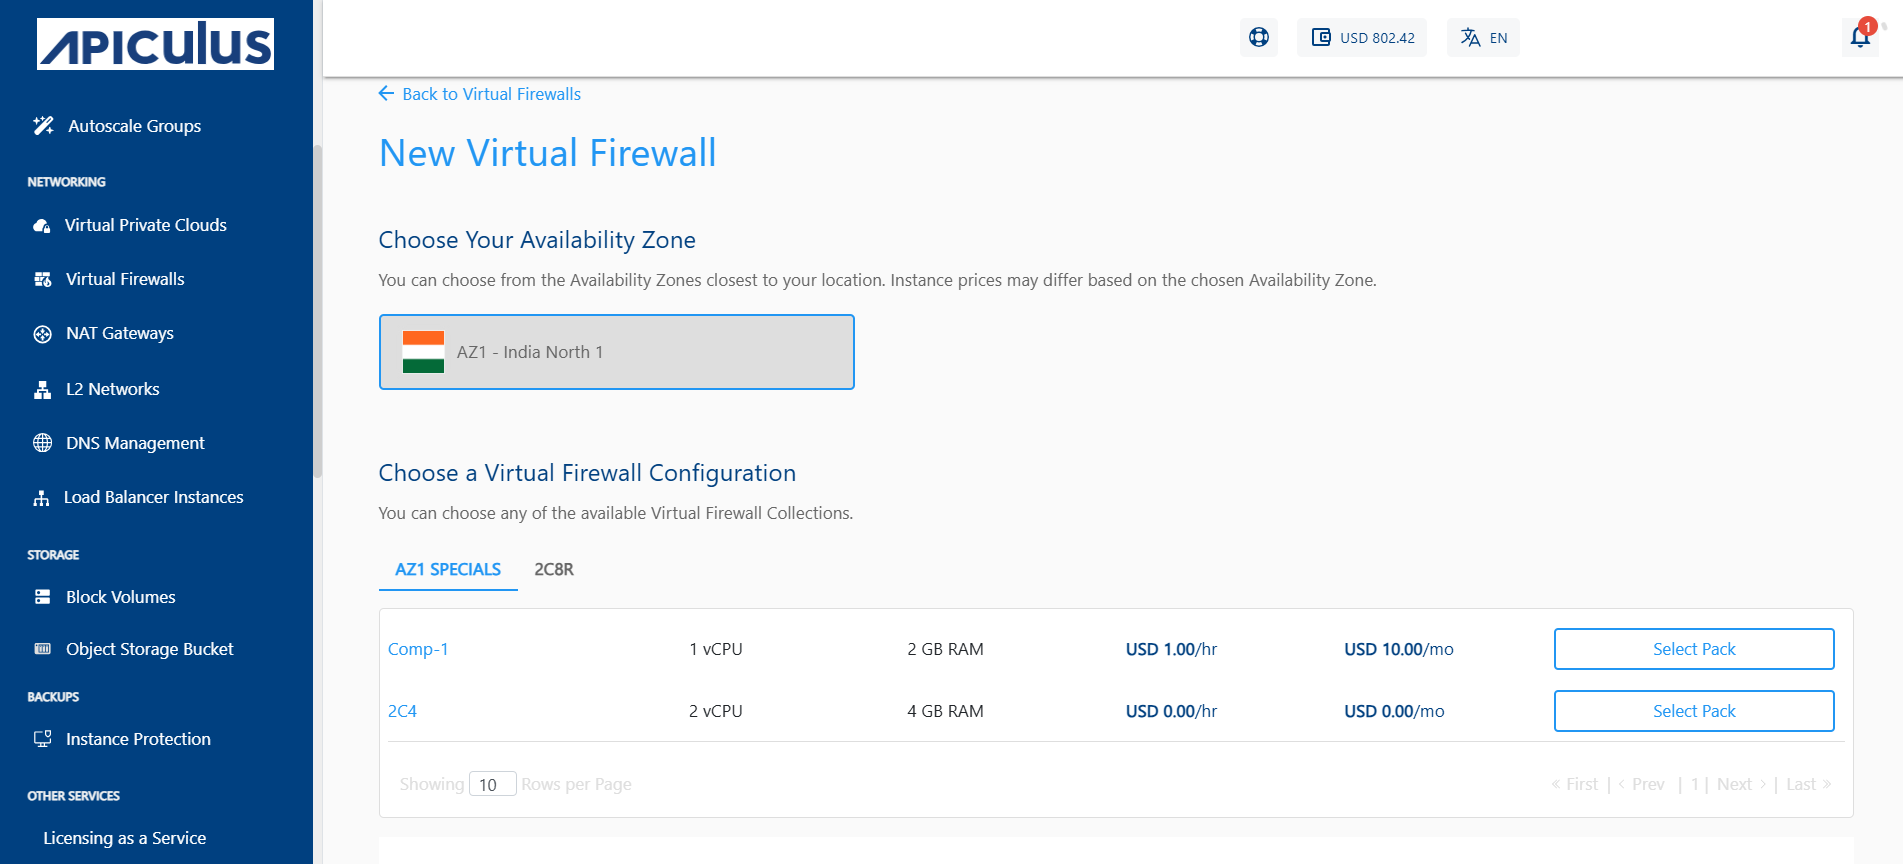 APICULUS
USD 802.42
EN
1
Autoscale Groups
NETWORKING
Virtual Private Clouds
Virtual Firewalls
NAT Gateways
L2 Networks
DNS Management
Load Balancer Instances
STORAGE
Block Volumes
Object Storage Bucket
BACKUPS
Instance Protection
OTHER SERVICES
Licensing as a Service
Back to Virtual Firewalls
New Virtual Firewall
Choose Your Availability Zone
You can choose from the Availability Zones closest to your location. Instance prices may differ based on the chosen Availability Zone.
AZ1 - India North 1
Choose a Virtual Firewall Configuration
You can choose any of the available Virtual Firewall Collections.
AZ1 SPECIALS 2C8R
Comp-1 1 vCPU 2 GB RAM USD 1.00/hr USD 10.00/mo Select Pack
2C4 2 vCPU 4 GB RAM USD 0.00/hr USD 0.00/mo Select Pack
Showing 10 Rows per Page « First | ‹ Prev | 1 | Next › | Last »